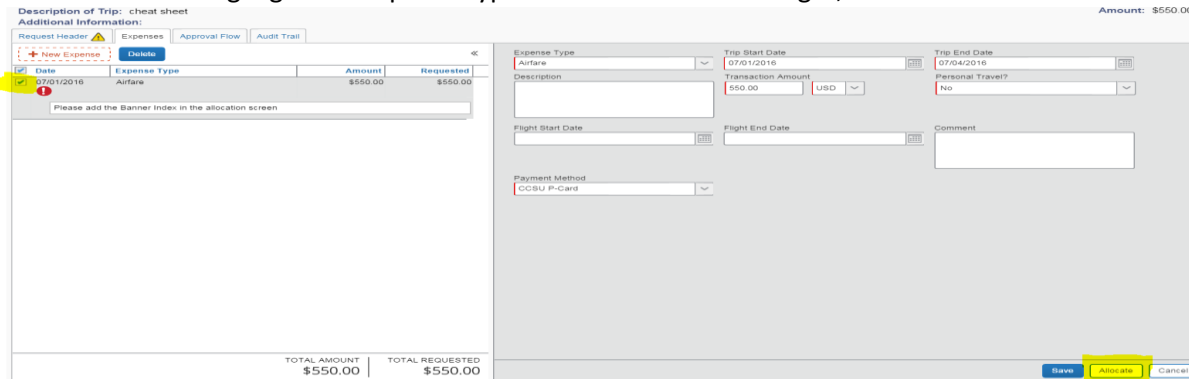 Description of Trip: cheat sheet
Amount: $550.00
Additional Information:
Request Header Expenses Approval Flow Audit Trail
+ New Expense Delete «
Date Expense Type Amount Requested
07/01/2016 Airfare $550.00 $550.00
Please add the Banner Index in the allocation screen
TOTAL AMOUNT TOTAL REQUESTED
$550.00 $550.00
Expense Type Trip Start Date Trip End Date
Airfare 07/01/2016 07/04/2016
Description Transaction Amount Personal Travel?
550.00 USD No
Flight Start Date Flight End Date Comment
Payment Method
CCSU P-Card
Save Allocate Cancel